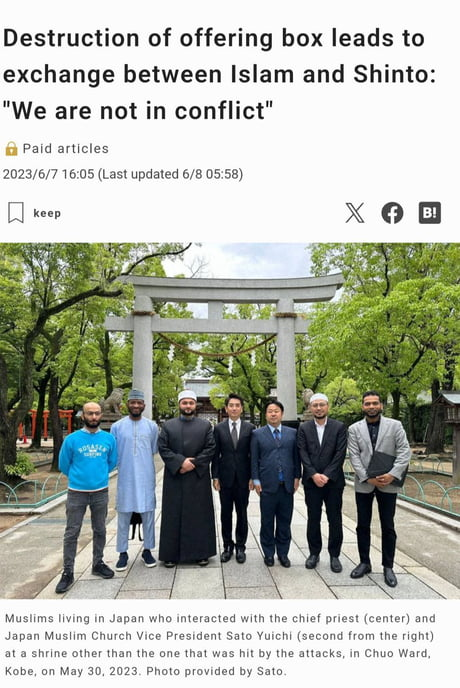 Destruction of offering box leads to
exchange between Islam and Shinto:
"We are not in conflict"
Paid articles
2023/6/7 16:05 (Last updated 6/8 05:58)
keep
B!
Muslims living in Japan who interacted with the chief priest (center) and
Japan Muslim Church Vice President Sato Yuichi (second from the right)
at a shrine other than the one that was hit by the attacks, in Chuo Ward,
Kobe, on May 30, 2023. Photo provided by Sato.